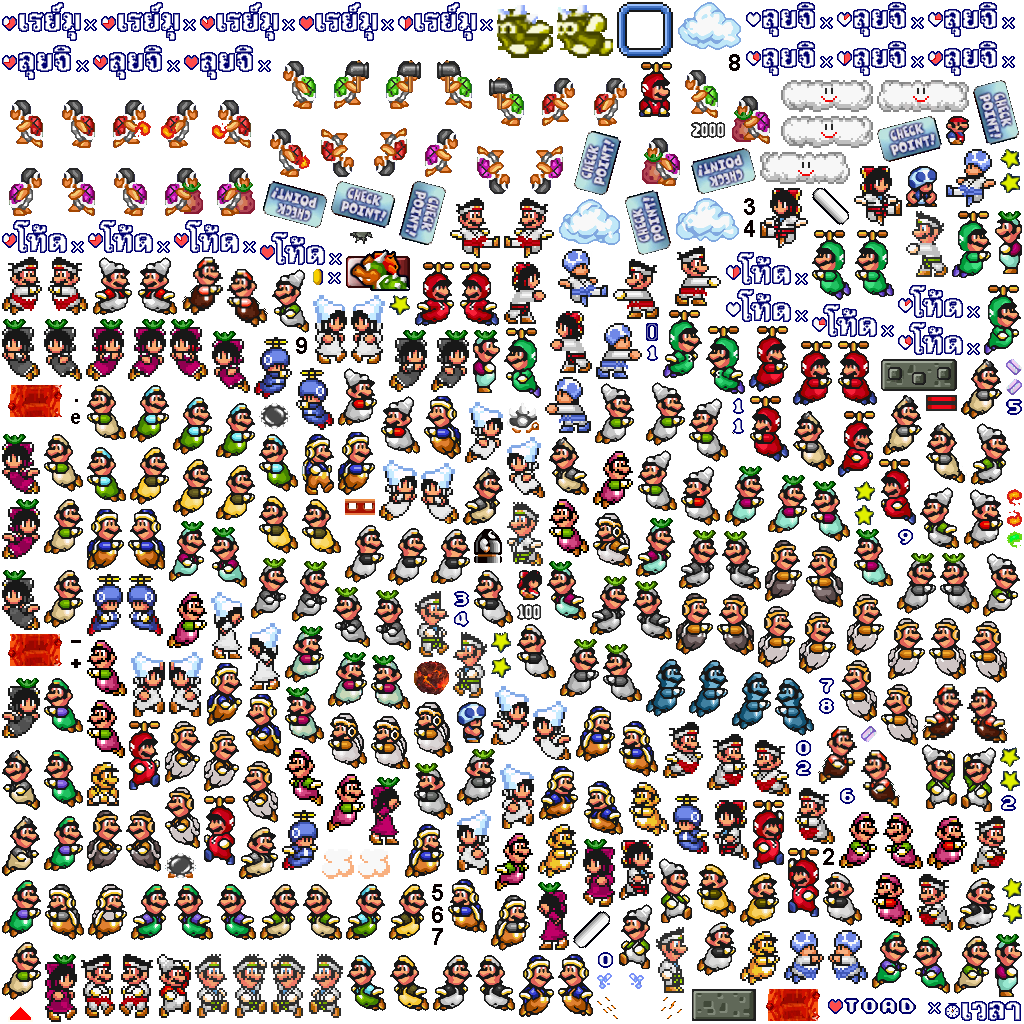 เรย์มุ × เรย์มุ × เรย์มุ × เรย์มุ × เรย์มุ ×
ลุยจิ × ลุยจิ × ลุยจิ ×
8 ลุยจิ × ลุยจิ × ลุยจิ ×
ลุยจิ × ลุยจิ × ลุยจิ ×
2000
CHECK POINT!
CHECK POINT!
CHECK POINT!
CHECK POINT!
CHECK POINT!
CHECK POINT!
CHECK POINT!
CHECK POINT!
CHECK POINT!
3
4
โท้ด × โท้ด × โท้ด × โท้ด ×
×
โท้ด ×
โท้ด × โท้ด × โท้ด ×
โท้ด ×
0
1
9
5
e
1
1
9
3
4
100
-
+
7
8
0
2
6
2
2
5
6
7
0
TOAD × เวลา